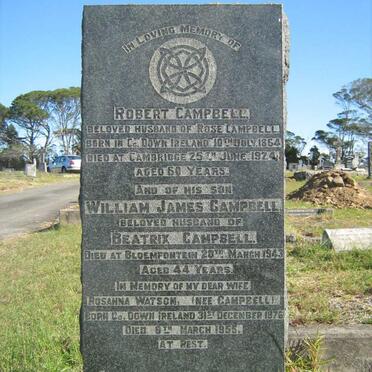 In Loving Memory of
Robert Campbell
Beloved Husband of Rose Campbell
Born in Co. Down Ireland 10th July 1864
Died at Cambridge 25th June 1924
Aged 60 Years.
And of his son
William James Campbell
Beloved Husband of
Beatrix Campbell.
Died at Bloemfontein 20th March 1943
Aged 44 Years.
In Memory of my dear wife
Rosanna Watson, (nee Campbell)
Born Co. Down Ireland 31st December 1876
Died 6th March 1955.
At Rest.